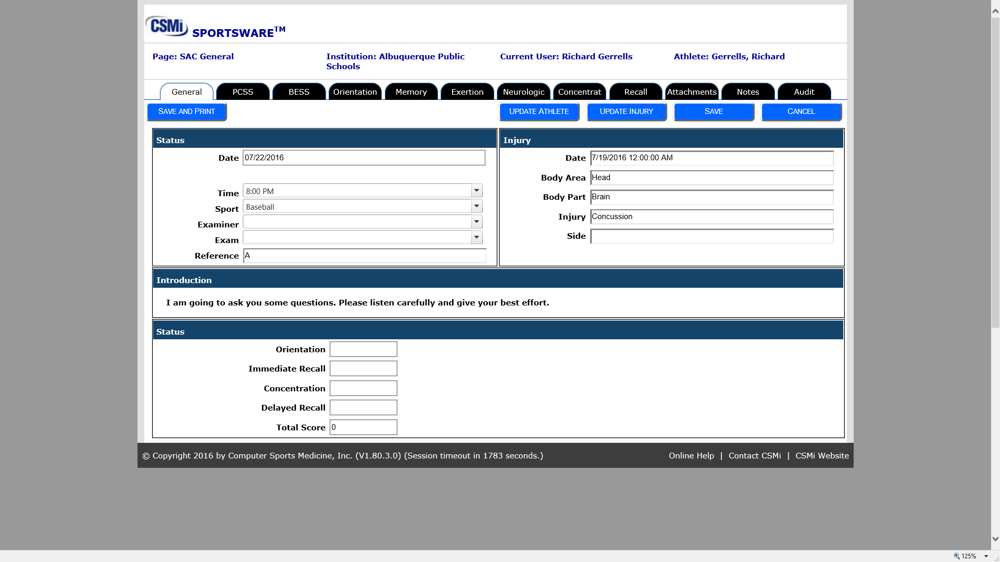 CSMi SPORTSWARE™
Page: SAC General
Institution: Albuquerque Public
Schools
Current User: Richard Gerrells
Athlete: Gerrells, Richard
General PCSS BESS Orientation Memory Exertion Neurologic Concentrat Recall Attachments Notes Audit
SAVE AND PRINT UPDATE ATHLETE UPDATE INJURY SAVE CANCEL
Status
Date 07/22/2016
Time 8:00 PM
Sport Baseball
Examiner
Exam
Reference A
Injury
Date 7/19/2016 12:00:00 AM
Body Area Head
Body Part Brain
Injury Concussion
Side
Introduction
I am going to ask you some questions. Please listen carefully and give your best effort.
Status
Orientation
Immediate Recall
Concentration
Delayed Recall
Total Score 0
© Copyright 2016 by Computer Sports Medicine, Inc. (V1.80.3.0) (Session timeout in 1783 seconds.) Online Help | Contact CSMi | CSMi Website
125%